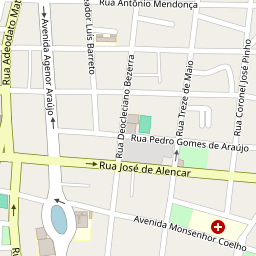 Rua Antônio Mendonça
Rua Adeodato Mat
Avenida Agenor Araújo
ador Luís Barreto
Rua Deocleciano Bezerra
Rua Treze de Maio
Rua Coronel José Pinho
Rua Pedro Gomes de Araújo
Rua José de Alencar
Avenida Monsenhor Coelho